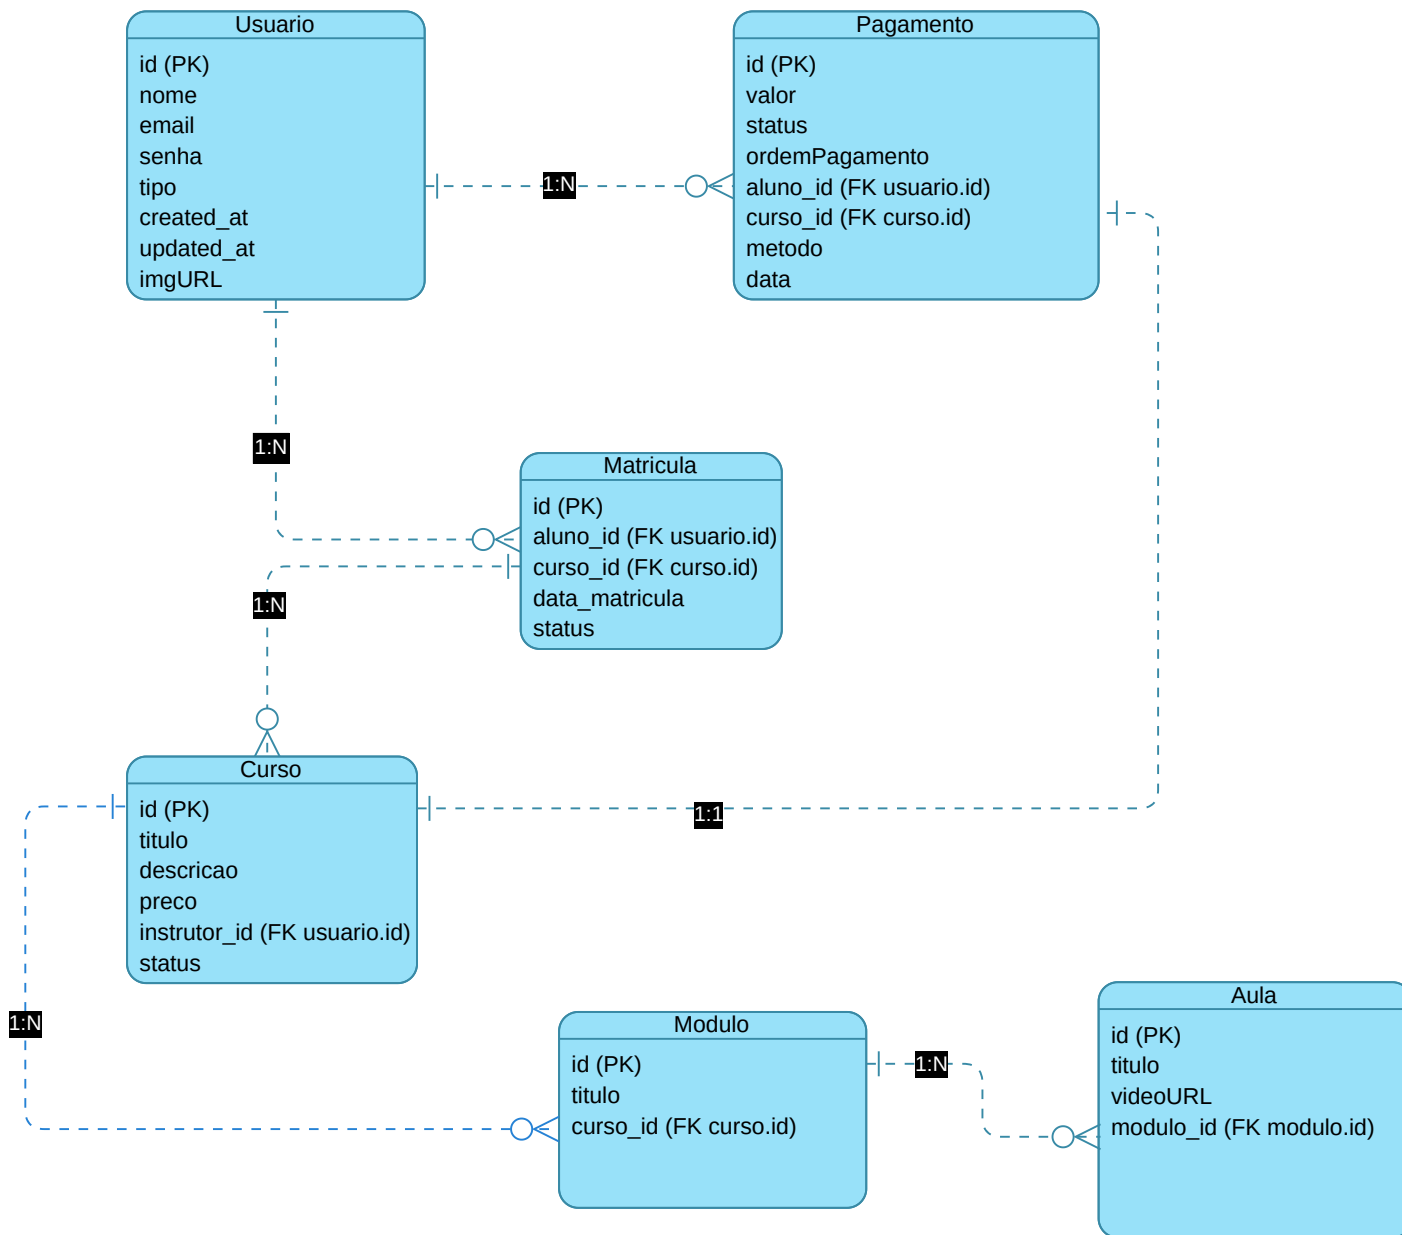 Usuario
id (PK)
nome
email
senha
tipo
created_at
updated_at
imgURL
1:N
Pagamento
id (PK)
valor
status
ordemPagamento
aluno_id (FK usuario.id)
curso_id (FK curso.id)
metodo
data
1:N
Matricula
id (PK)
aluno_id (FK usuario.id)
curso_id (FK curso.id)
data_matricula
status
1:N
Curso
id (PK)
titulo
descricao
preco
instrutor_id (FK usuario.id)
status
1:1
1:N
Modulo
id (PK)
titulo
curso_id (FK curso.id)
1:N
Aula
id (PK)
titulo
videoURL
modulo_id (FK modulo.id)